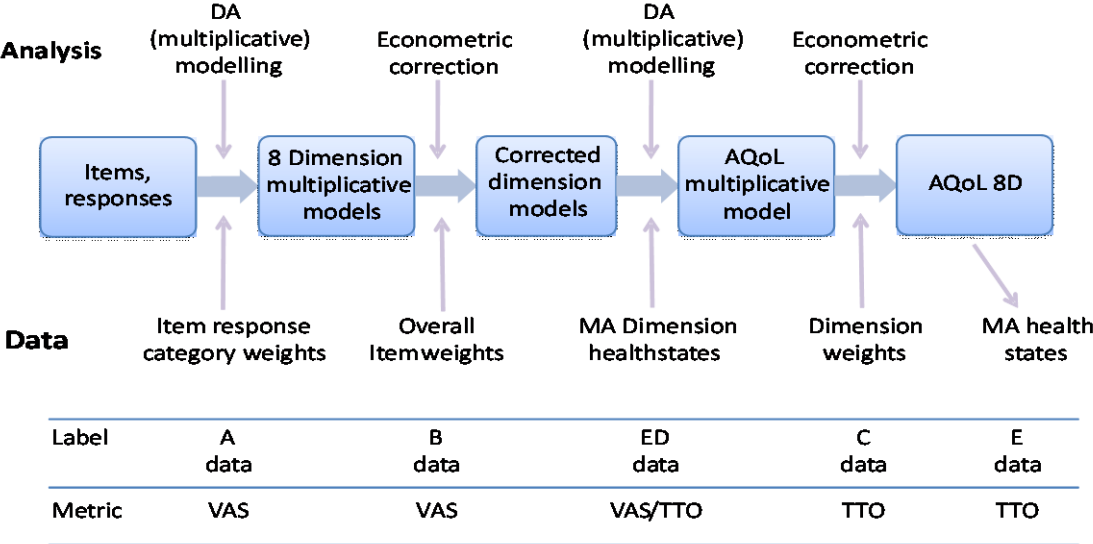 Analysis
DA
(multiplicative)
modelling
Econometric
correction
DA
(multiplicative)
modelling
Econometric
correction
Items,
responses
8 Dimension
multiplicative
models
Corrected
dimension
models
AQoL
multiplicative
model
AQoL 8D
Data
Item response
category weights
Overall
Itemweights
MA Dimension
healthstates
Dimension
weights
MA health
states
Label
A
data
B
data
ED
data
C
data
E
data
Metric VAS VAS VAS/TTO TTO TTO